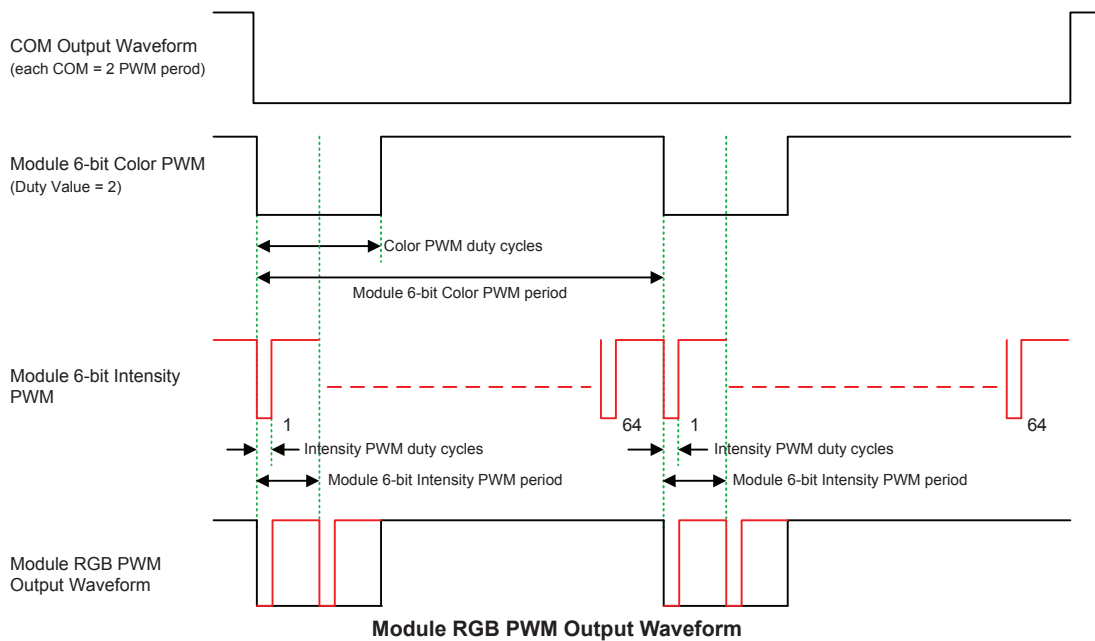 COM Output Waveform
(each COM = 2 PWM perod)
Module 6-bit Color PWM
(Duty Value = 2)
Color PWM duty cycles
Module 6-bit Color PWM period
Module 6-bit Intensity
PWM
1
64
1
64
Intensity PWM duty cycles
Intensity PWM duty cycles
Module 6-bit Intensity PWM period
Module 6-bit Intensity PWM period
Module RGB PWM
Output Waveform
Module RGB PWM Output Waveform